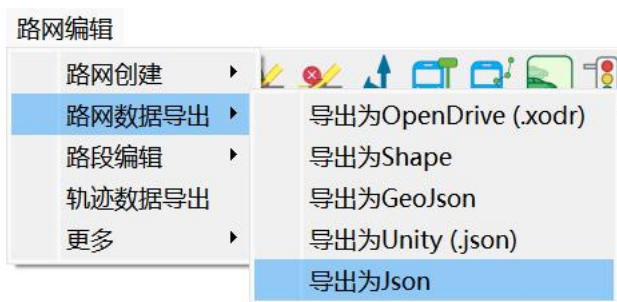 路网编辑
路网创建
路网数据导出
路段编辑
轨迹数据导出
更多
导出为OpenDrive (.xodr)
导出为Shape
导出为GeoJson
导出为Unity (.json)
导出为Json